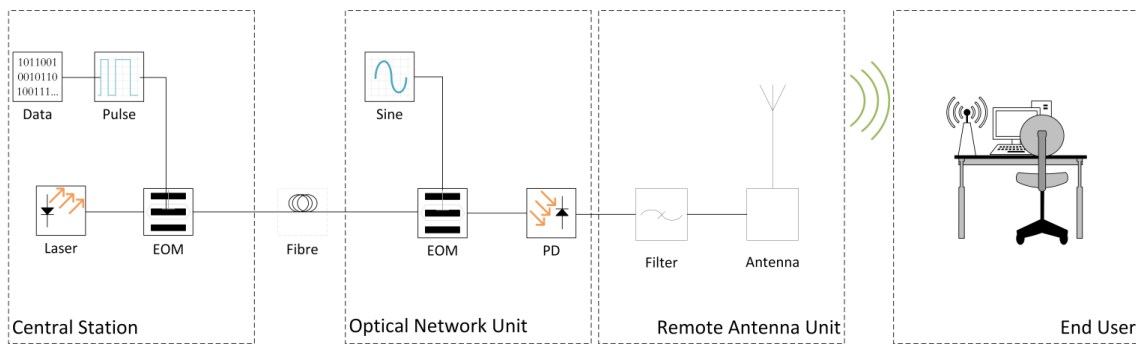 1011001
0010110
100111...
Data
Pulse
Sine
Laser
EOM
Fibre
EOM
PD
Filter
Antenna
Central Station
Optical Network Unit
Remote Antenna Unit
End User